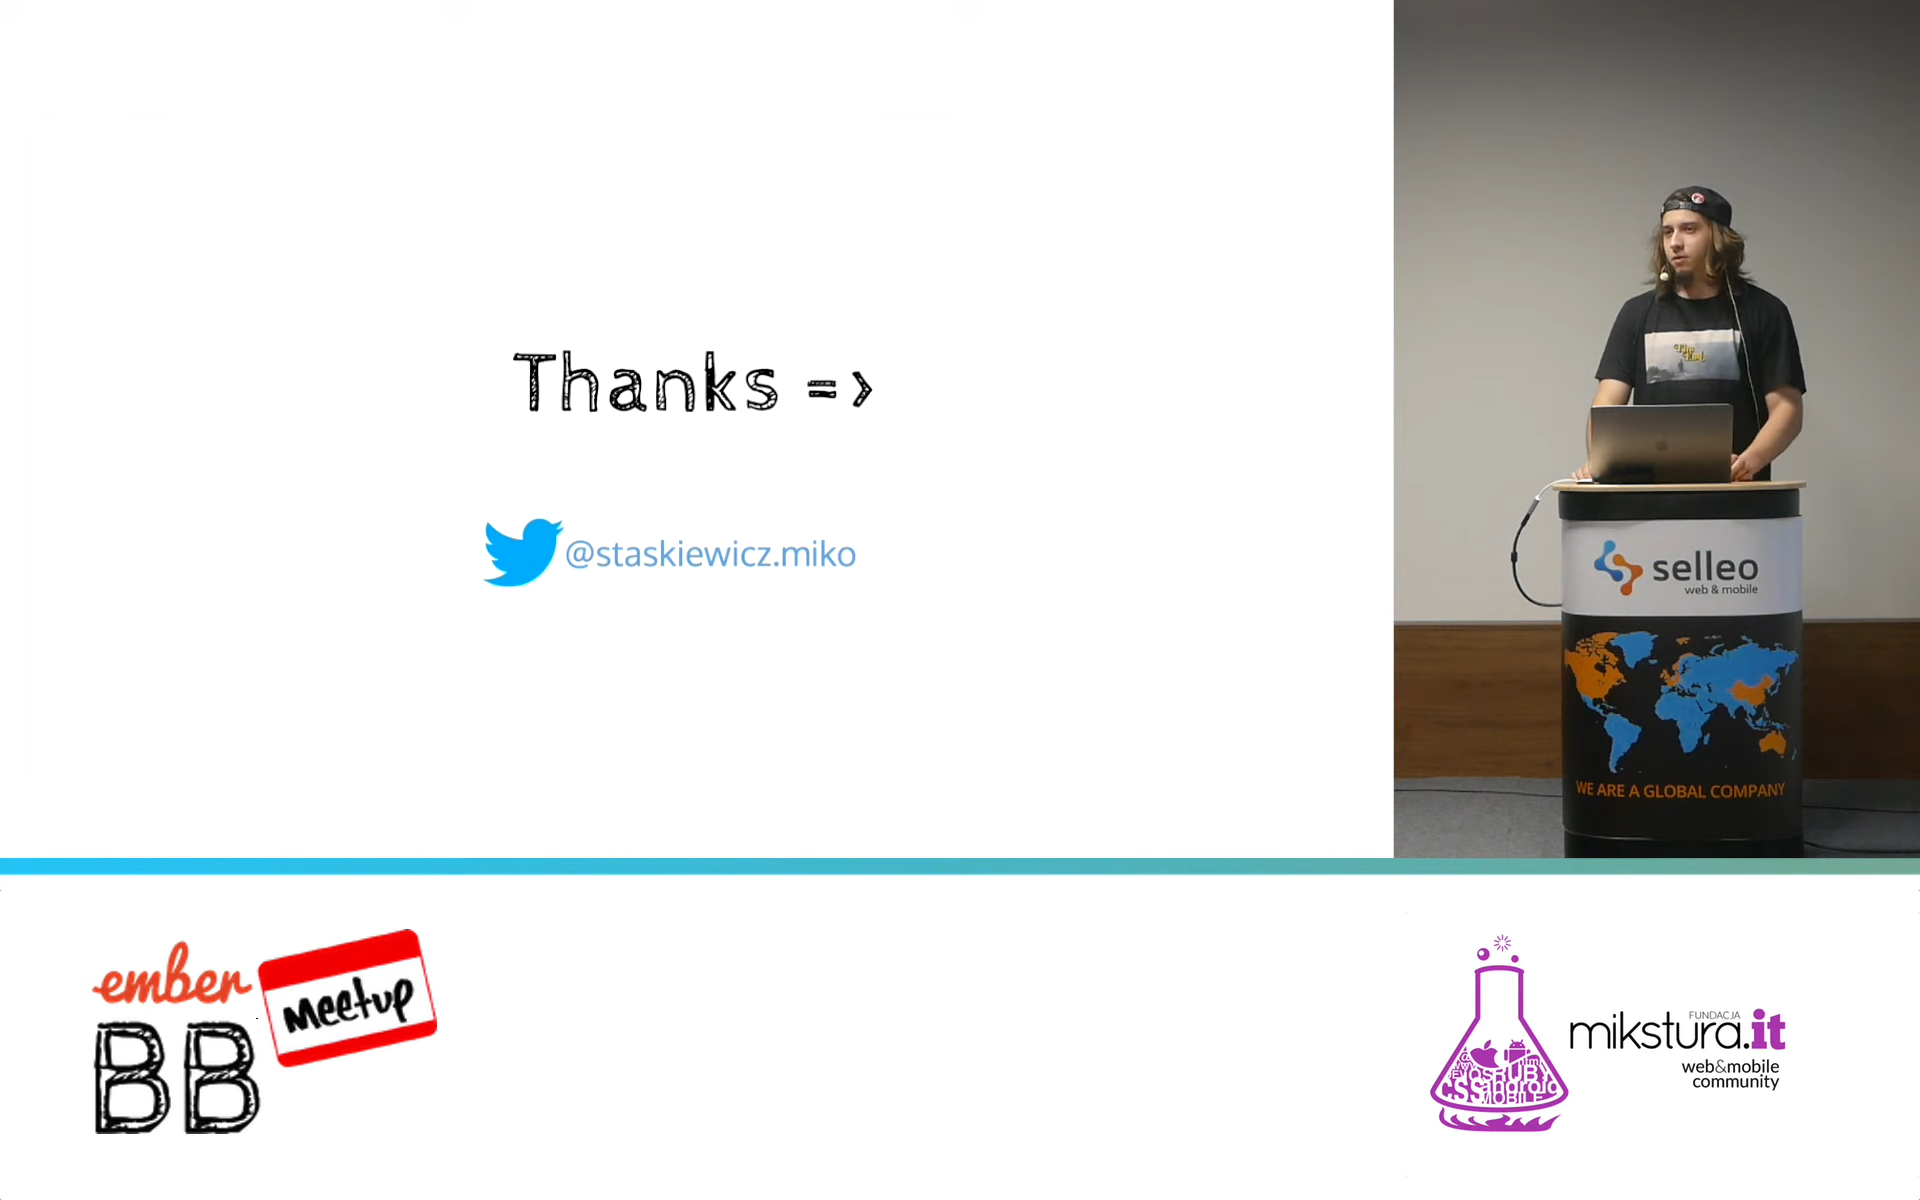 Thanks =>
@staskiewicz.miko
selleo
web & mobile
WE ARE A GLOBAL COMPANY
ember
BB
Meetup
FUNDACJA
mikstura.it
web&mobile
community